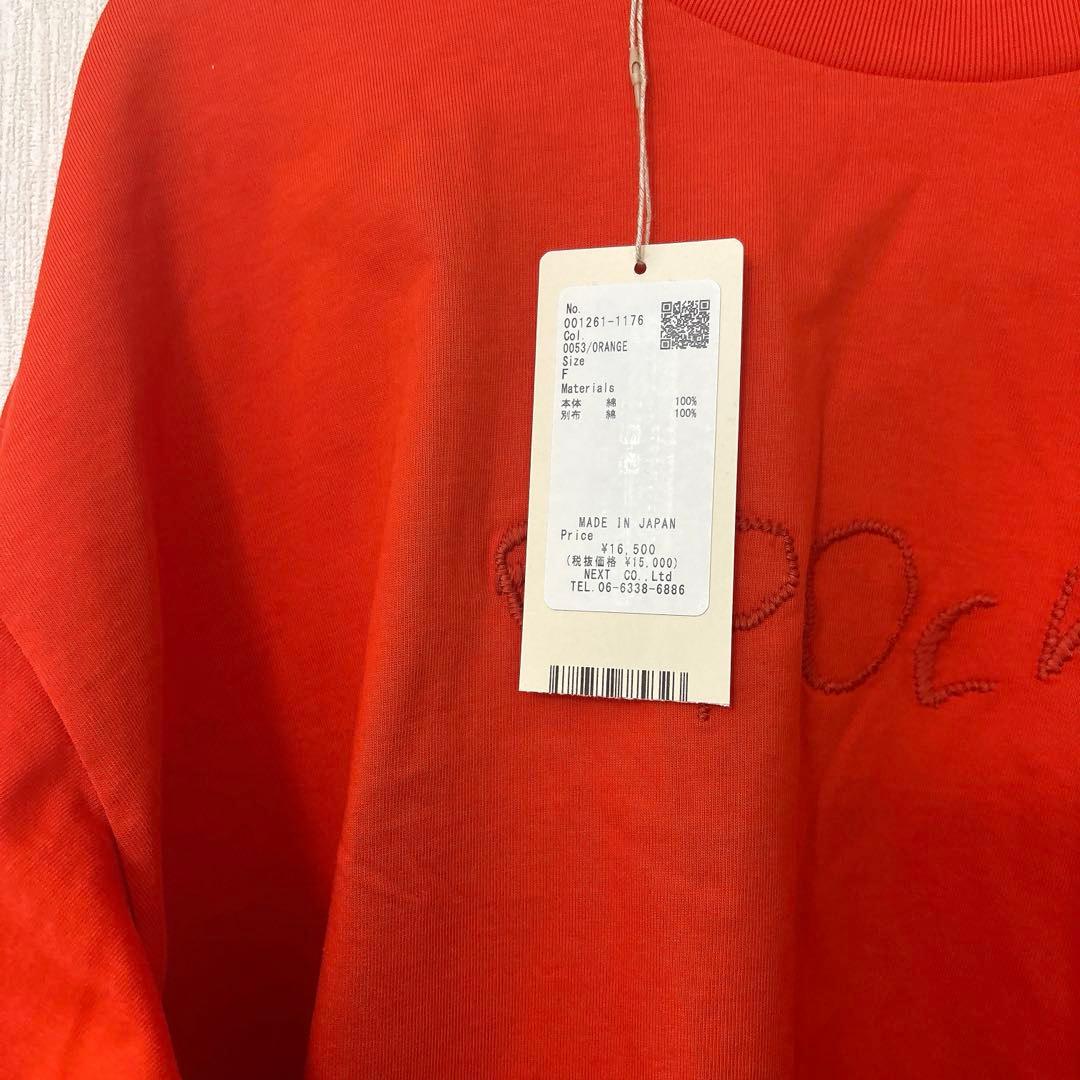 No.
001261-1176
Col.
0053/ORANGE
Size
F
Materials
本体 綿 100%
別布 綿 100%
MADE IN JAPAN
Price
¥16,500
(税抜価格 ¥15,000)
NEXT CO.,Ltd
TEL.06-6338-6886